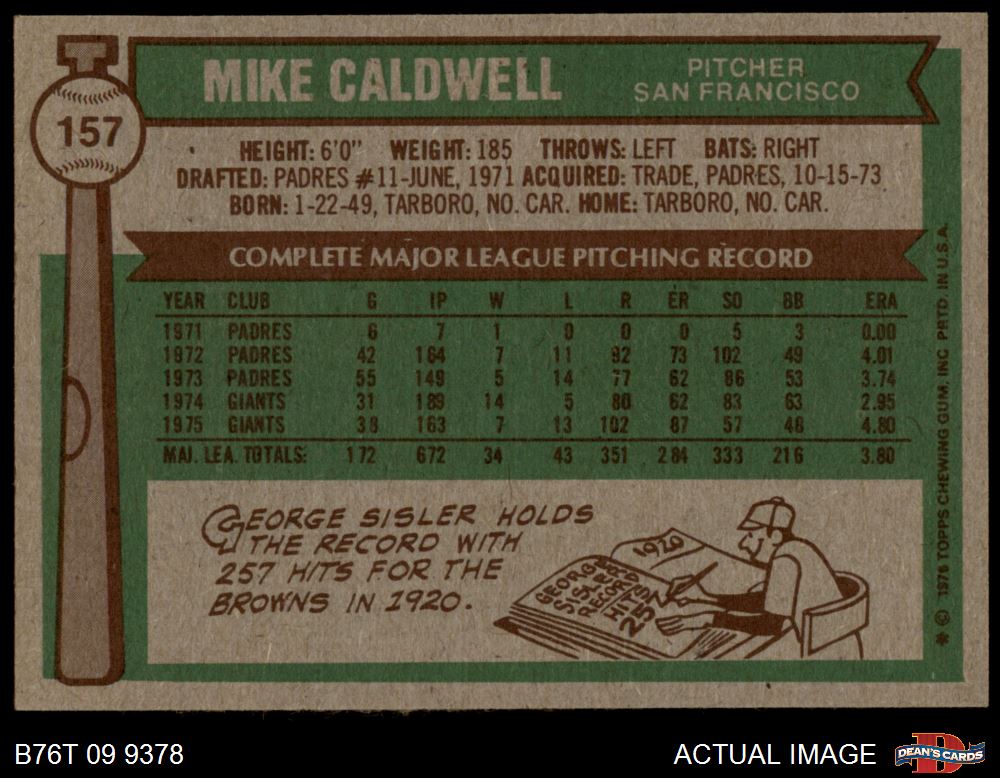 157
MIKE CALDWELL
PITCHER
SAN FRANCISCO
HEIGHT: 6'0" WEIGHT: 185 THROWS: LEFT BATS: RIGHT
DRAFTED: PADRES #11-JUNE, 1971 ACQUIRED: TRADE, PADRES, 10-15-73
BORN: 1-22-49, TARBORO, NO. CAR. HOME: TARBORO, NO. CAR.
COMPLETE MAJOR LEAGUE PITCHING RECORD
YEAR CLUB G IP W L R ER SO BB ERA
1971 PADRES 6 7 1 0 0 0 5 3 0.00
1972 PADRES 42 164 7 11 92 73 102 49 4.01
1973 PADRES 55 149 5 14 77 62 86 53 3.74
1974 GIANTS 31 189 14 5 80 62 83 63 2.95
1975 GIANTS 38 163 7 13 102 87 57 48 4.80
MAJ. LEA. TOTALS: 172 672 34 43 351 284 333 216 3.80
GEORGE SISLER HOLDS
THE RECORD WITH
257 HITS FOR THE
BROWNS IN 1920.
1920
GEORGE
SISLER
RECORD
HITS
257
* © 1976 TOPPS CHEWING GUM, INC PRTD. IN U.S.A.
B76T 09 9378
ACTUAL IMAGE
D
DEAN'S CARDS